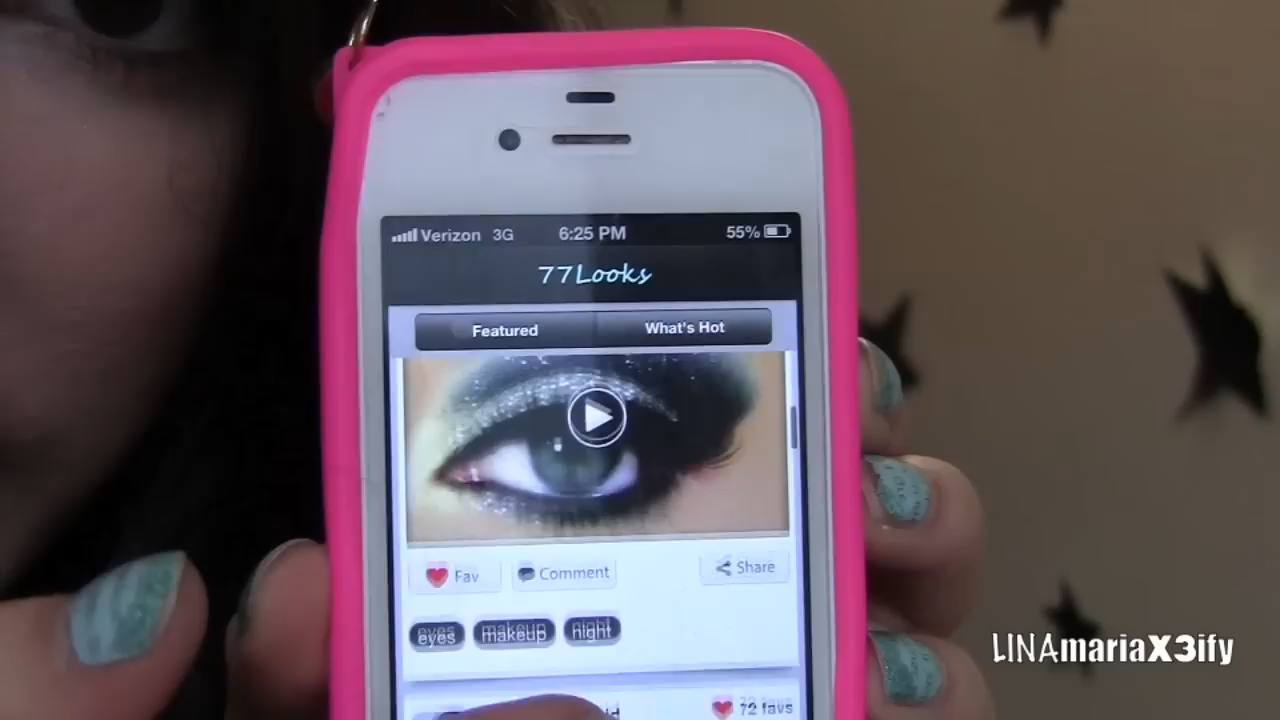 Verizon 3G 6:25 PM 55%
77Looks
Featured What's Hot
Fav Comment Share
eyes makeup night
72 favs
LINAmariaX3ify